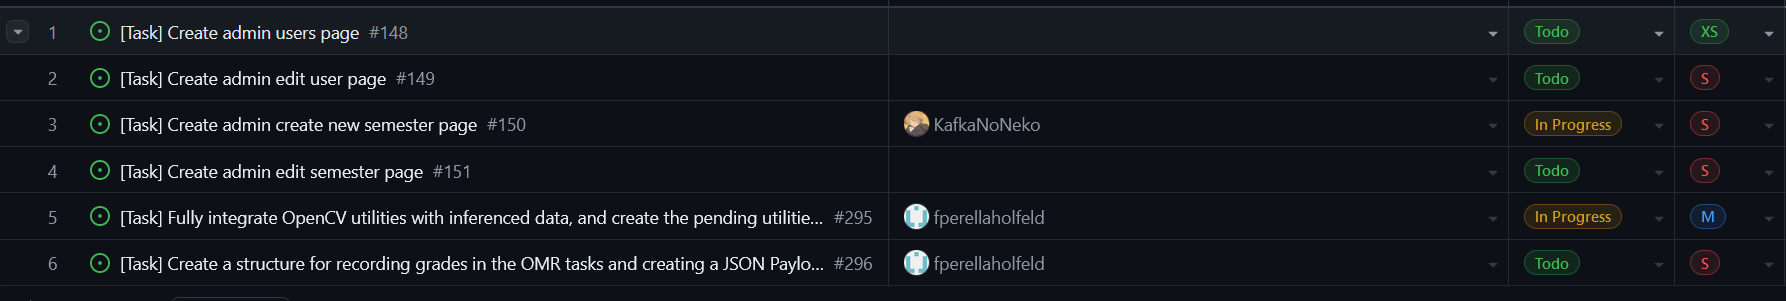 1 [Task] Create admin users page #148 Todo XS
2 [Task] Create admin edit user page #149 Todo S
3 [Task] Create admin create new semester page #150 KafkaNoNeko In Progress S
4 [Task] Create admin edit semester page #151 Todo S
5 [Task] Fully integrate OpenCV utilities with inferenced data, and create the pending utilitie... #295 fperellaholfeld In Progress M
6 [Task] Create a structure for recording grades in the OMR tasks and creating a JSON Paylo... #296 fperellaholfeld Todo S